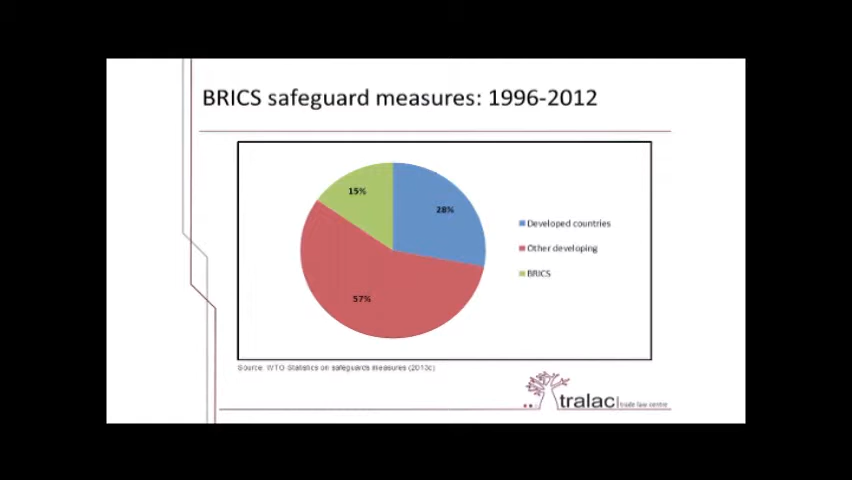 BRICS safeguard measures: 1996-2012
15%
28%
57%
Developed countries
Other developing
BRICS
Source: WTO Statistics on safeguards measures (2013c)
tralac|trade law centre